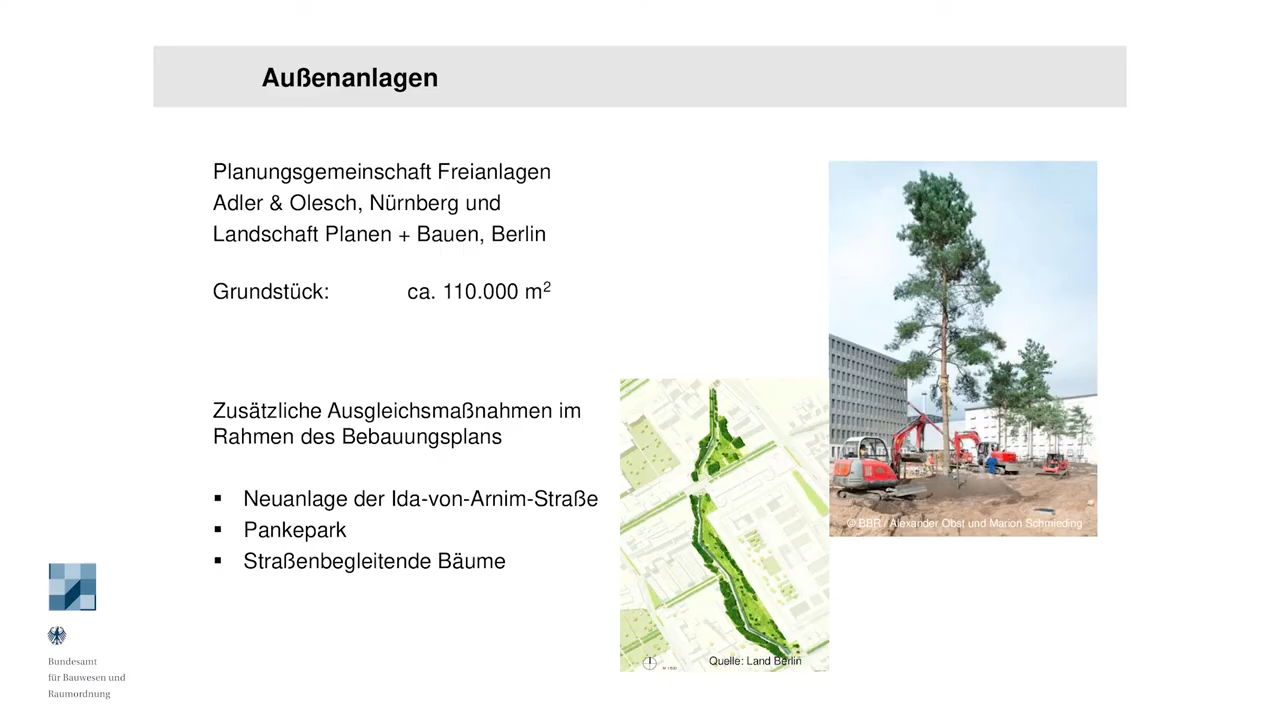 Außenanlagen
Planungsgemeinschaft Freianlagen
Adler & Olesch, Nürnberg und
Landschaft Planen + Bauen, Berlin
Grundstück: ca. 110.000 m²
Zusätzliche Ausgleichsmaßnahmen im
Rahmen des Bebauungsplans
▪ Neuanlage der Ida-von-Arnim-Straße
▪ Pankepark
▪ Straßenbegleitende Bäume
© BBR / Alexander Obst und Marion Schmieding
Quelle: Land Berlin
Bundesamt
für Bauwesen und
Raumordnung